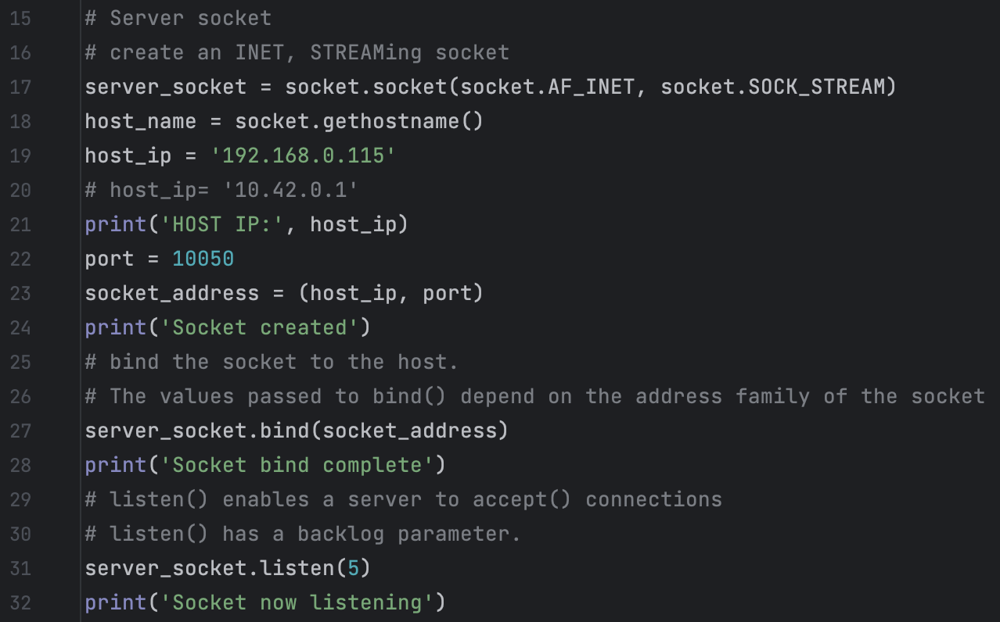 15 # Server socket
16 # create an INET, STREAMing socket
17 server_socket = socket.socket(socket.AF_INET, socket.SOCK_STREAM)
18 host_name = socket.gethostname()
19 host_ip = '192.168.0.115'
20 # host_ip= '10.42.0.1'
21 print('HOST IP:', host_ip)
22 port = 10050
23 socket_address = (host_ip, port)
24 print('Socket created')
25 # bind the socket to the host.
26 # The values passed to bind() depend on the address family of the socket
27 server_socket.bind(socket_address)
28 print('Socket bind complete')
29 # listen() enables a server to accept() connections
30 # listen() has a backlog parameter.
31 server_socket.listen(5)
32 print('Socket now listening')